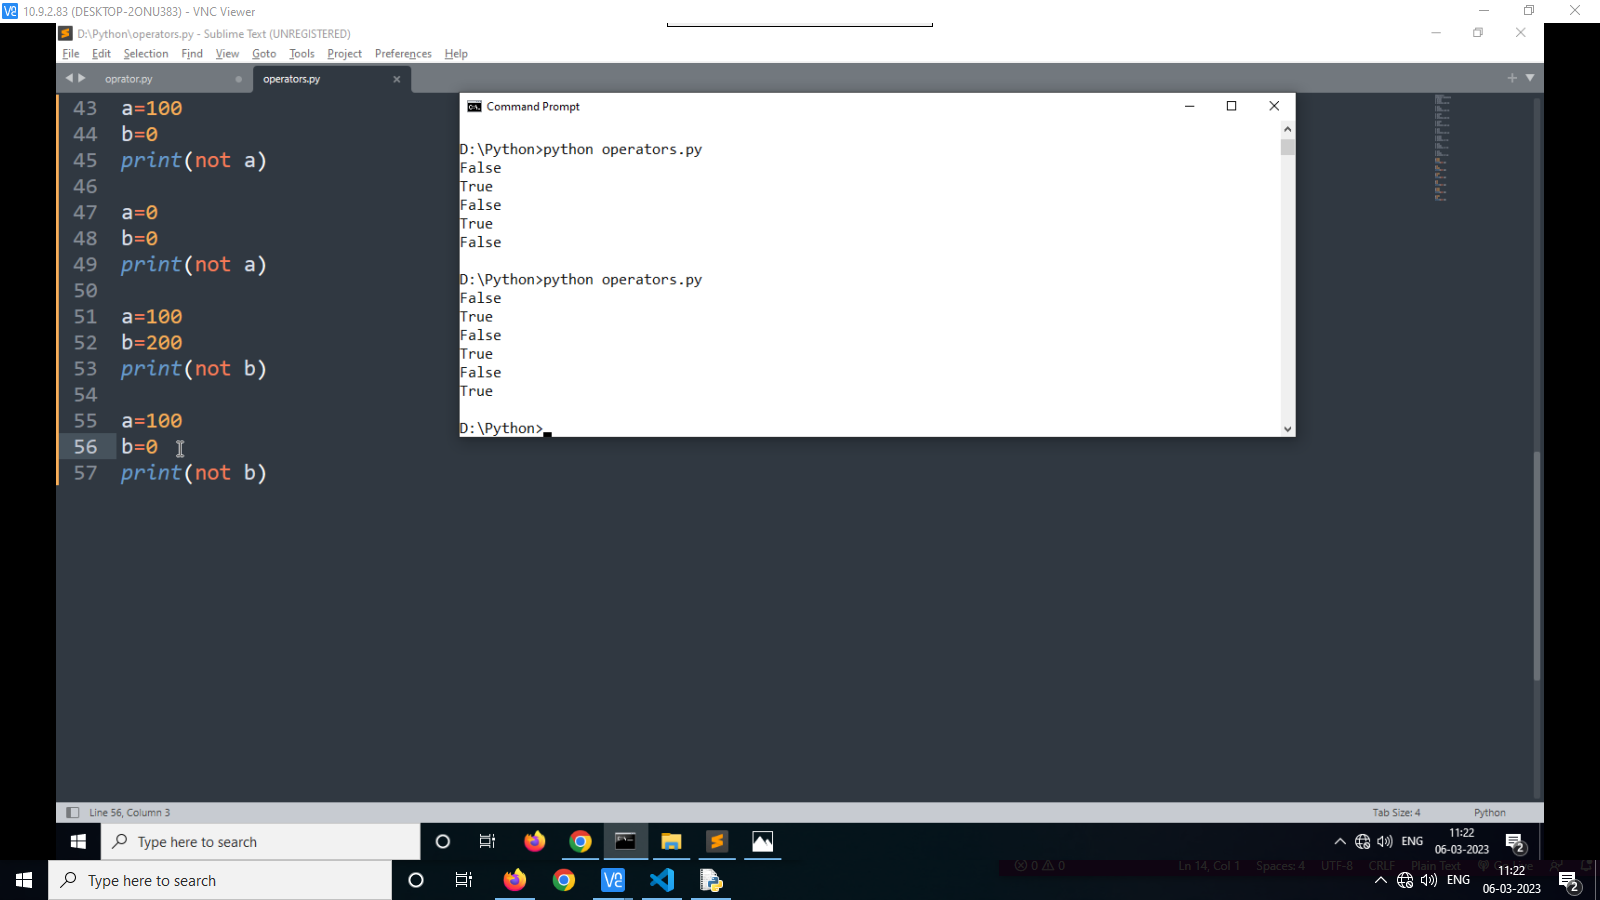 10.9.2.83 (DESKTOP-2ONU383) - VNC Viewer
D:\Python\operators.py - Sublime Text (UNREGISTERED)
File Edit Selection Find View Goto Tools Project Preferences Help
oprator.py operators.py
43 a=100
44 b=0
45 print(not a)
46
47 a=0
48 b=0
49 print(not a)
50
51 a=100
52 b=200
53 print(not b)
54
55 a=100
56 b=0
57 print(not b)
Command Prompt
D:\Python>python operators.py
False
True
False
True
False
D:\Python>python operators.py
False
True
False
True
False
True
D:\Python>
Line 56, Column 3 Tab Size: 4 Python
Type here to search ENG 11:22
06-03-2023 2
0 0 Ln 14, Col 1 Spaces: 4 UTF-8 CRLF Plain Text
Type here to search ENG 11:22
06-03-2023 2